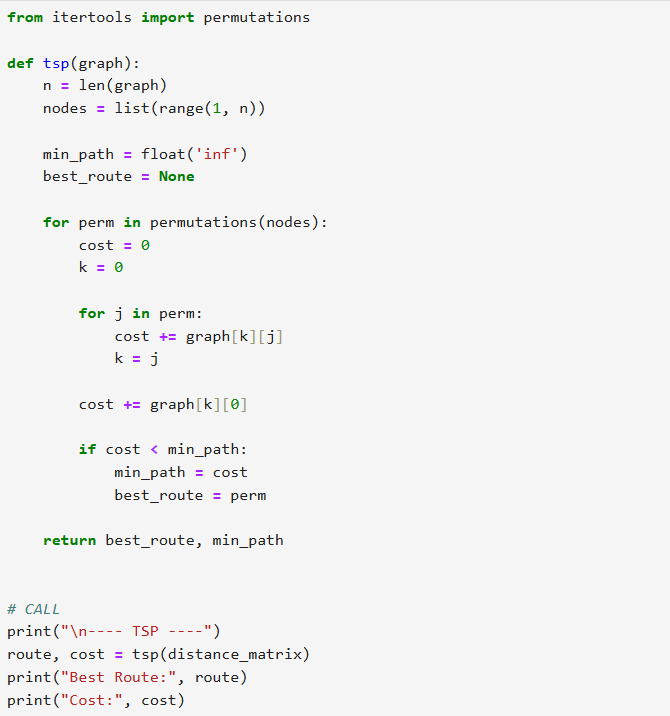 from itertools import permutations

def tsp(graph):
    n = len(graph)
    nodes = list(range(1, n))

    min_path = float('inf')
    best_route = None

    for perm in permutations(nodes):
        cost = 0
        k = 0

        for j in perm:
            cost += graph[k][j]
            k = j

        cost += graph[k][0]

        if cost < min_path:
            min_path = cost
            best_route = perm

    return best_route, min_path


# CALL
print("\n---- TSP ----")
route, cost = tsp(distance_matrix)
print("Best Route:", route)
print("Cost:", cost)